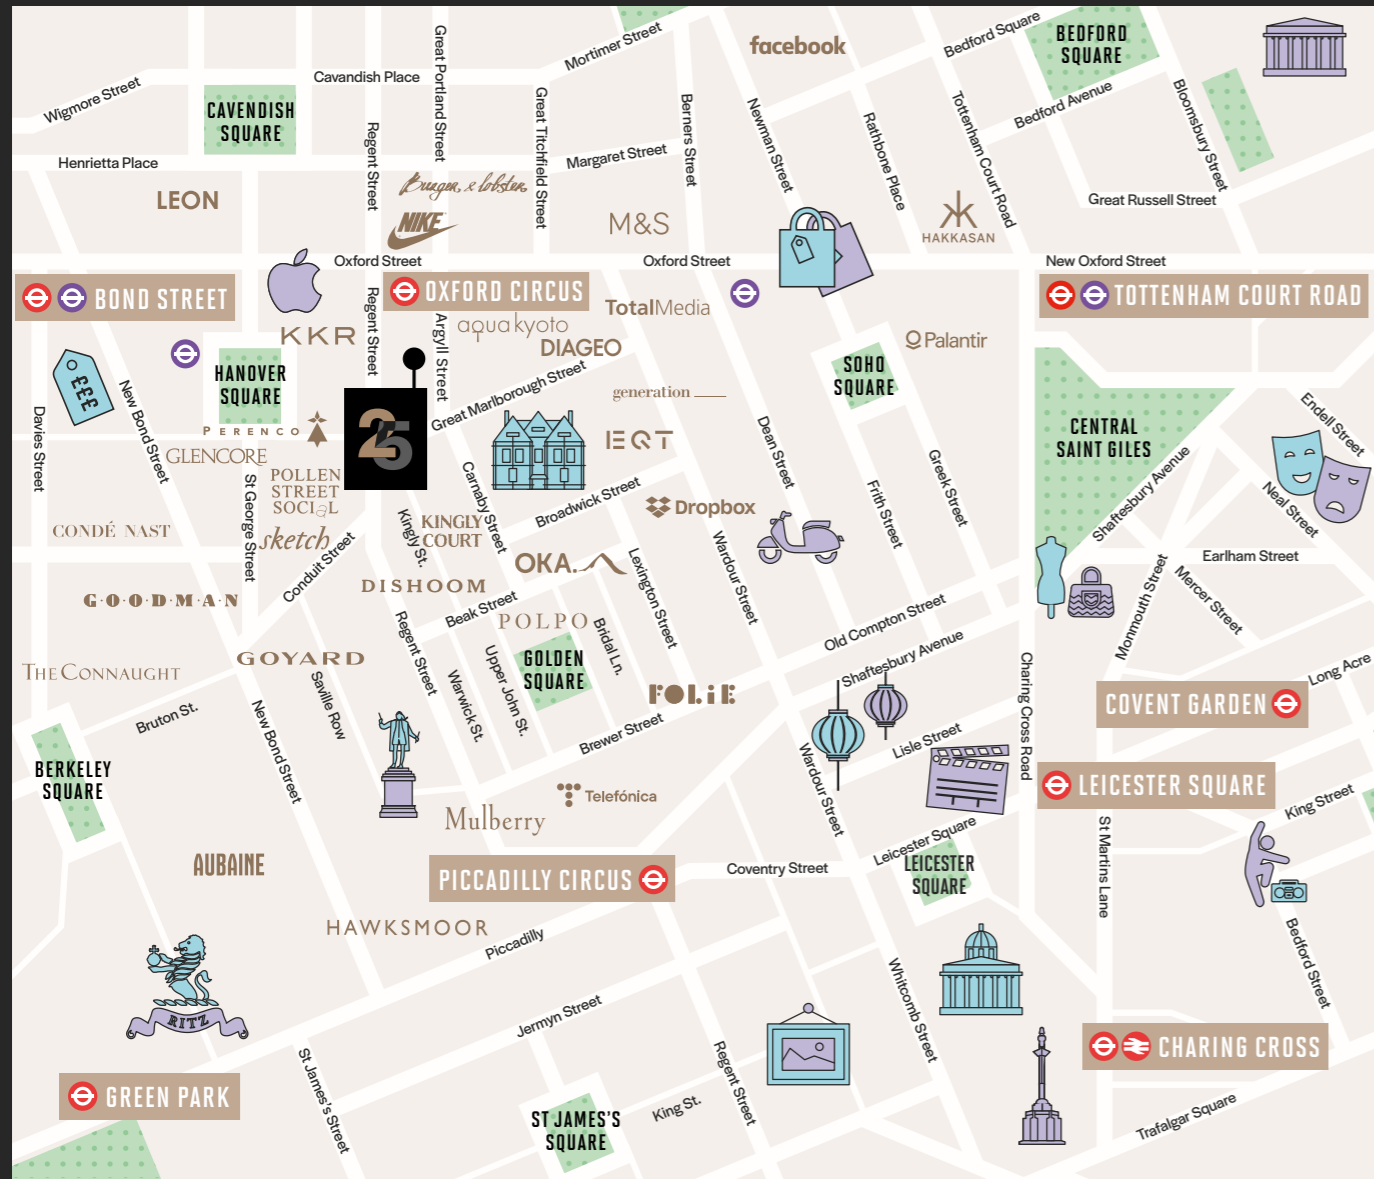 Great Portland Street
Mortimer Street
facebook
Bedford Square
BEDFORD
SQUARE
Cavandish Place
Wigmore Street
CAVENDISH
SQUARE
Regent Street
Great Titchfield Street
Berners Street
Newman Street
Rathbone Place
Tottenham Court Road
Bedford Avenue
Bloomsbury Street
Henrietta Place
Margaret Street
LEON
Burger & lobster
NIKE
M&S
HAKKASAN
Great Russell Street
Oxford Street
Oxford Street
New Oxford Street
BOND STREET
OXFORD CIRCUS
TOTTENHAM COURT ROAD
Regent Street
Argyll Street
TotalMedia
aqua kyoto
KKR
DIAGEO
Palantir
HANOVER
SQUARE
SOHO
SQUARE
£££
Davies Street
New Bond Street
Great Marlborough Street
generation
25
PERENCO
GLENCORE
EQT
Dean Street
CENTRAL
SAINT GILES
Endell Street
POLLEN
STREET
SOCIAL
St George Street
Carnaby Street
Broadwick Street
Dropbox
Frith Street
Greek Street
Shaftesbury Avenue
Neal Street
CONDÉ NAST
sketch
Conduit Street
Kingly St.
KINGLY
COURT
OKA.
Lexington Street
Wardour Street
Earlham Street
G·O·O·D·M·A·N
DISHOOM
Beak Street
POLPO
Bridal Ln.
Old Compton Street
Monmouth Street
Mercer Street
THE CONNAUGHT
GOYARD
Regent Street
Saville Row
Warwick St.
Upper John St.
GOLDEN
SQUARE
FOLIE
Shaftesbury Avenue
Charing Cross Road
Long Acre
COVENT GARDEN
Bruton St.
New Bond Street
Brewer Street
Wardour Street
Lisle Street
BERKELEY
SQUARE
LEICESTER SQUARE
Telefónica
Mulberry
King Street
St Martins Lane
Leicester Square
LEICESTER
SQUARE
AUBAINE
PICCADILLY CIRCUS
Coventry Street
HAWKSMOOR
Piccadilly
Bedford Street
RITZ
Jermyn Street
Whitcomb Street
CHARING CROSS
St James's Street
Regent Street
GREEN PARK
King St.
ST JAMES'S
SQUARE
Trafalgar Square